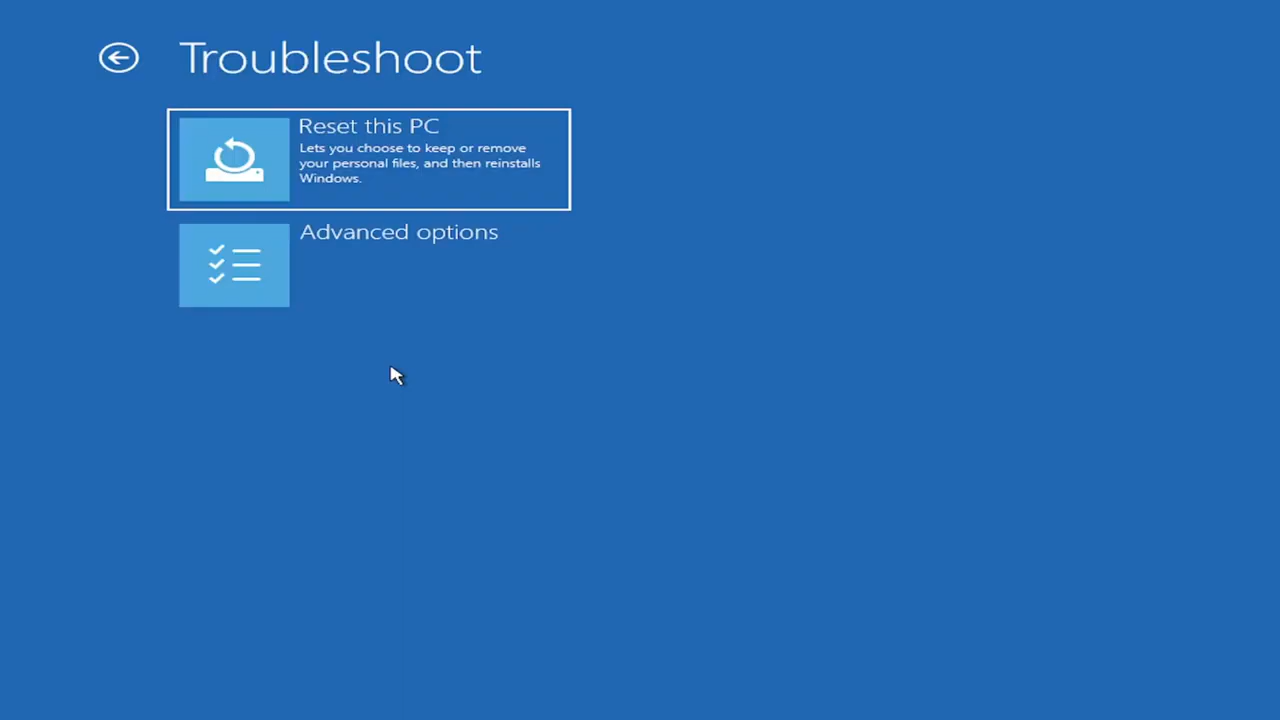 Troubleshoot
Reset this PC
Lets you choose to keep or remove
your personal files, and then reinstalls
Windows.
Advanced options